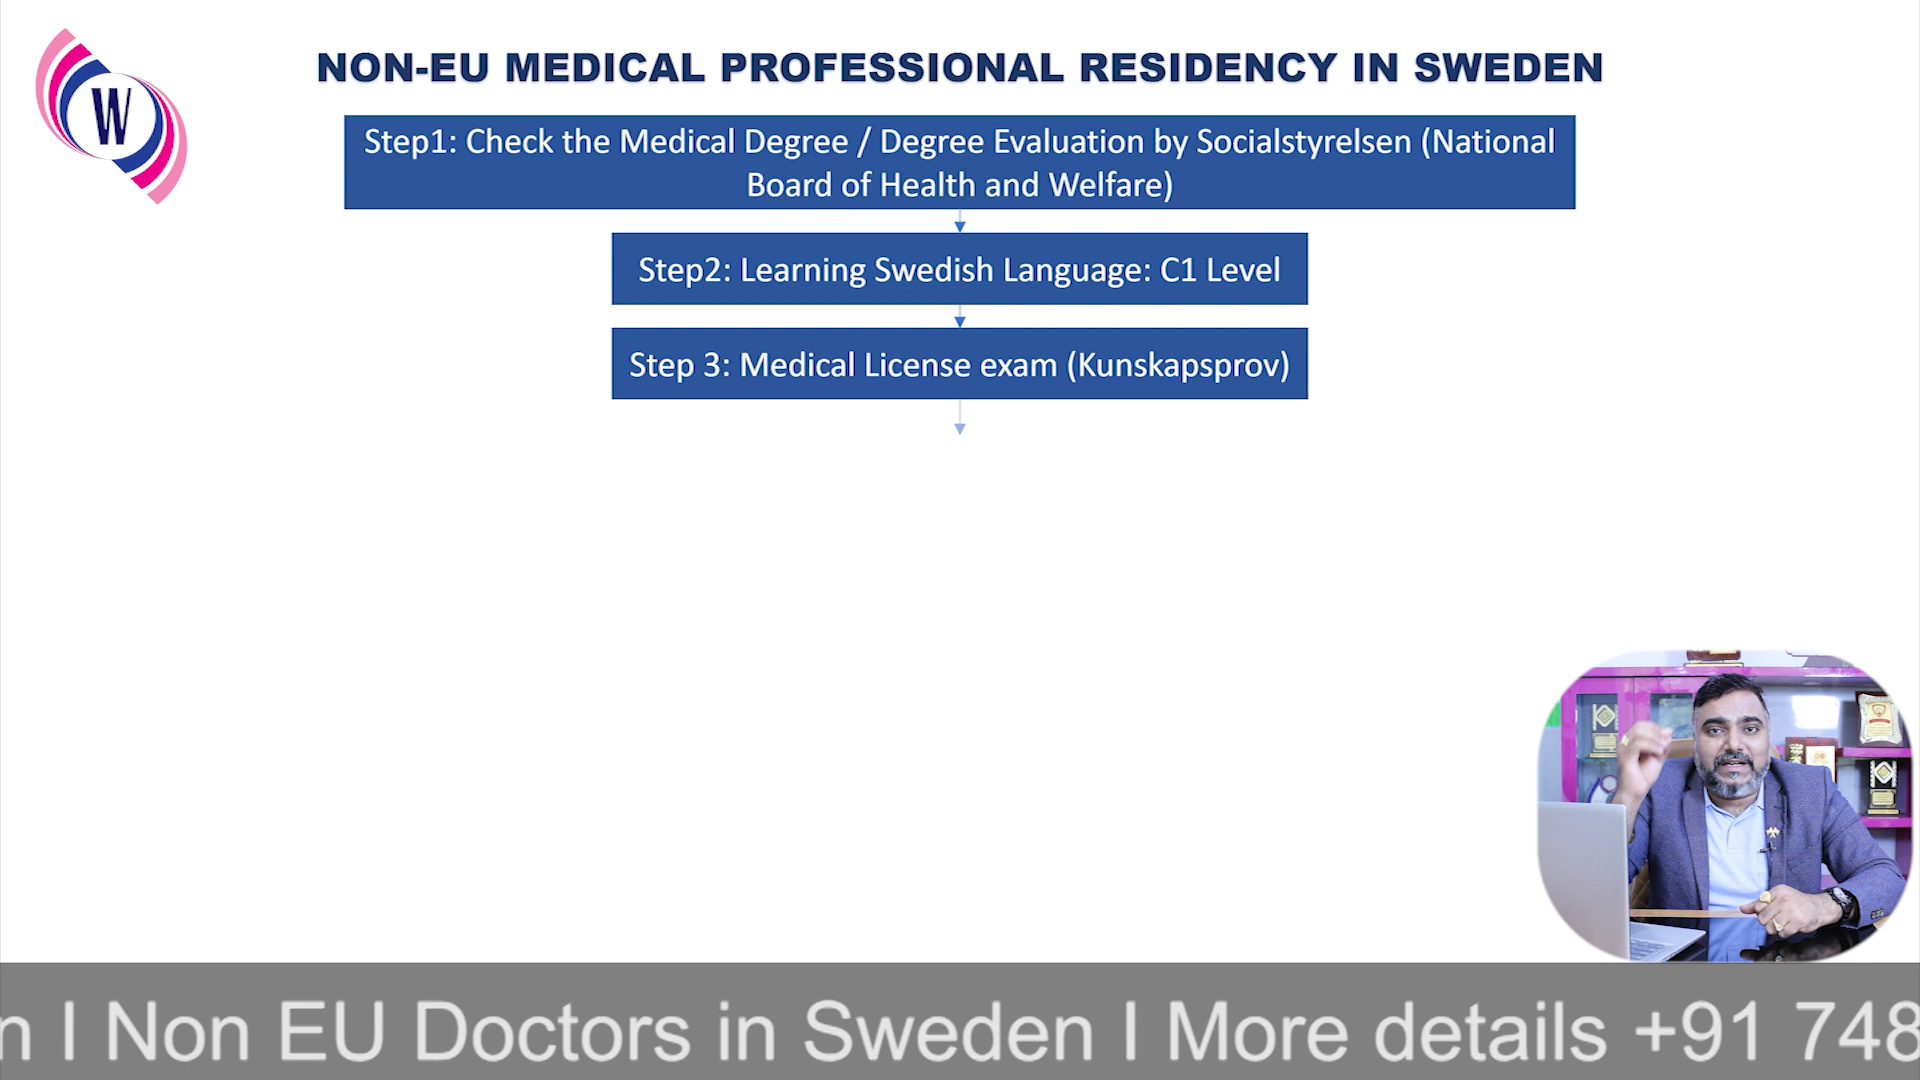 W
NON-EU MEDICAL PROFESSIONAL RESIDENCY IN SWEDEN
Step1: Check the Medical Degree / Degree Evaluation by Socialstyrelsen (National
Board of Health and Welfare)
Step2: Learning Swedish Language: C1 Level
Step 3: Medical License exam (Kunskapsprov)
n I Non EU Doctors in Sweden I More details +91 748